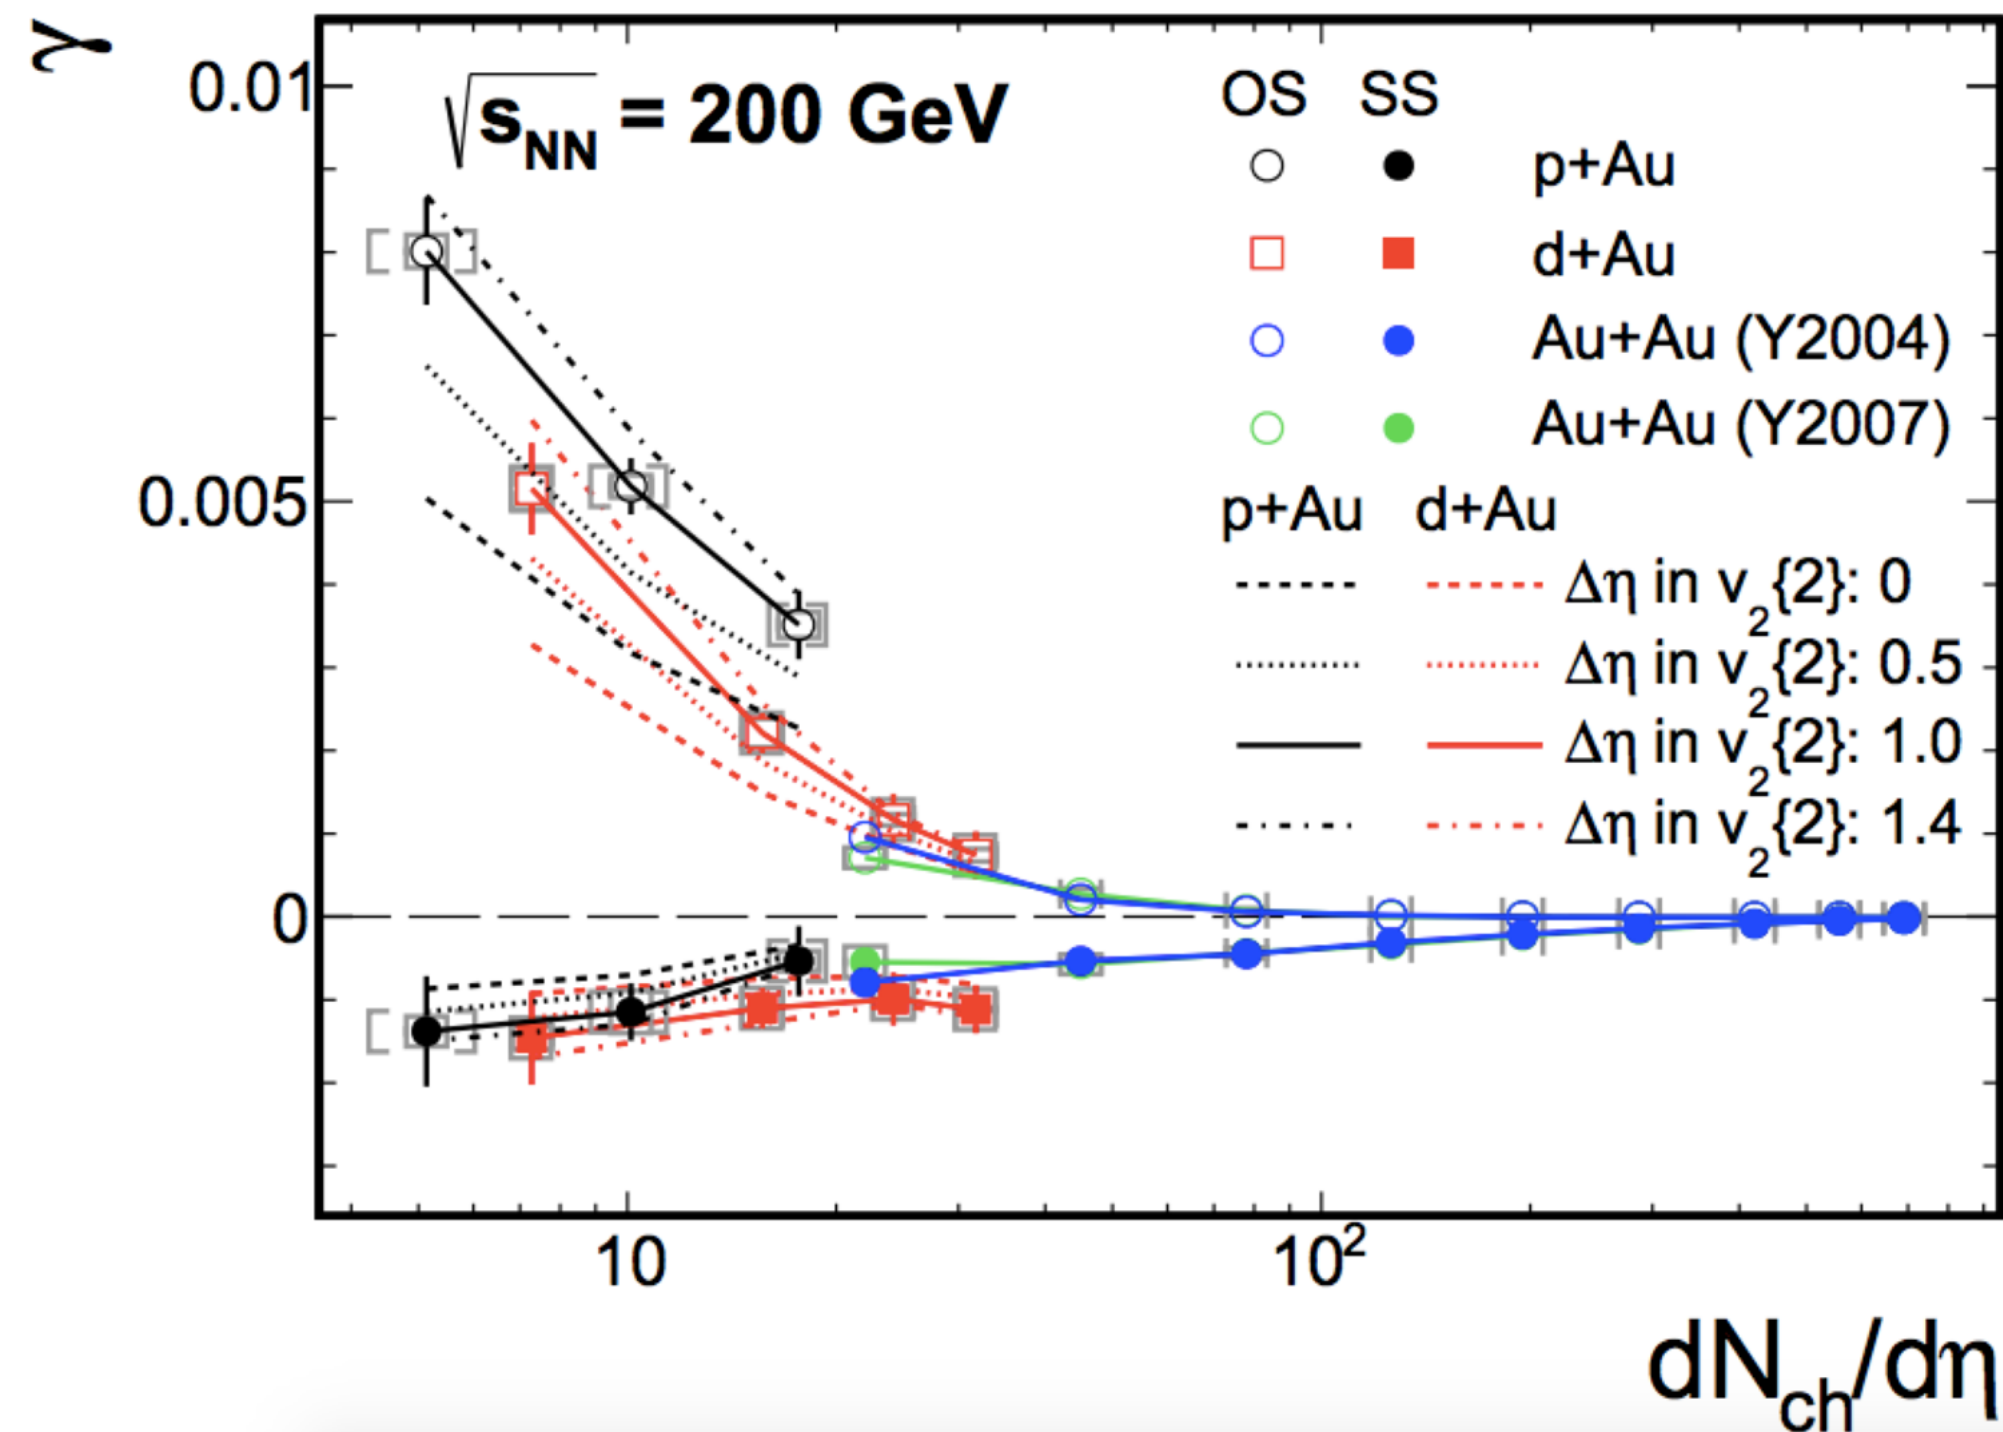 γ
0.01
0.005
0
√s_NN = 200 GeV
OS SS
p+Au
d+Au
Au+Au (Y2004)
Au+Au (Y2007)
p+Au d+Au
Δη in v₂{2}: 0
Δη in v₂{2}: 0.5
Δη in v₂{2}: 1.0
Δη in v₂{2}: 1.4
10 10²
dN_ch/dη